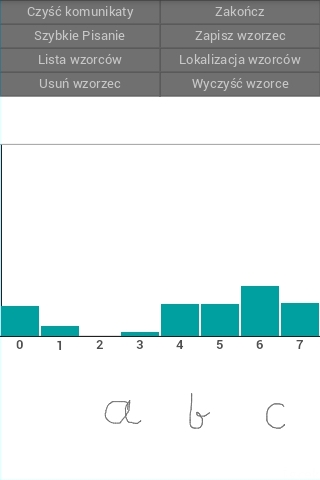 Czyść komunikaty Zakończ
Szybkie Pisanie Zapisz wzorzec
Lista wzorców Lokalizacja wzorców
Usuń wzorzec Wyczyść wzorce
0 1 2 3 4 5 6 7
a b c